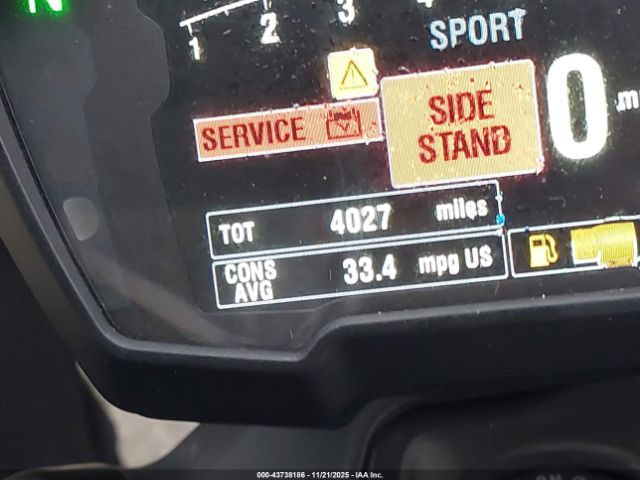 N
1 2 3 4
SPORT
SERVICE
SIDE
STAND
0
TOT 4027 miles
CONS
AVG 33.4 mpg US
000-43738186 - 11/21/2025 - IAA Inc.